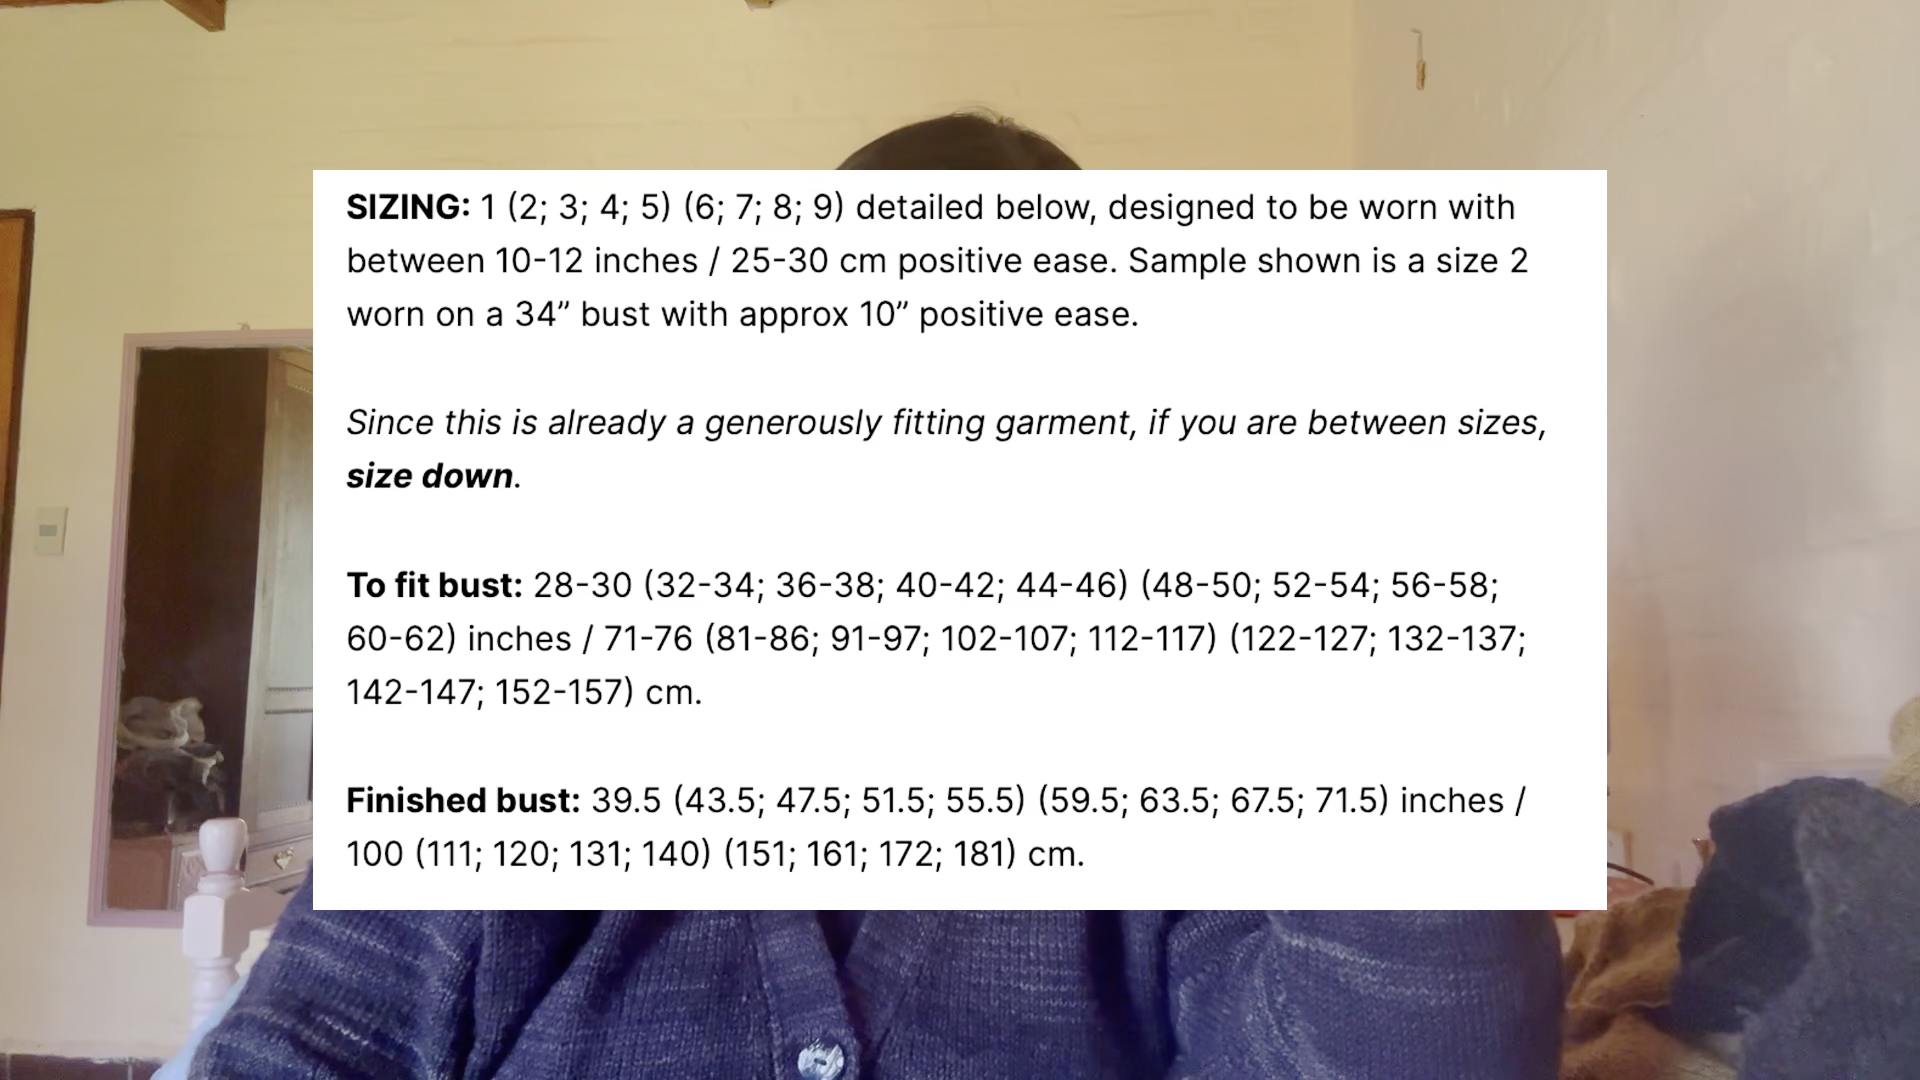 SIZING: 1 (2; 3; 4; 5) (6; 7; 8; 9) detailed below, designed to be worn with
between 10-12 inches / 25-30 cm positive ease. Sample shown is a size 2
worn on a 34” bust with approx 10” positive ease.
Since this is already a generously fitting garment, if you are between sizes,
size down.
To fit bust: 28-30 (32-34; 36-38; 40-42; 44-46) (48-50; 52-54; 56-58;
60-62) inches / 71-76 (81-86; 91-97; 102-107; 112-117) (122-127; 132-137;
142-147; 152-157) cm.
Finished bust: 39.5 (43.5; 47.5; 51.5; 55.5) (59.5; 63.5; 67.5; 71.5) inches /
100 (111; 120; 131; 140) (151; 161; 172; 181) cm.